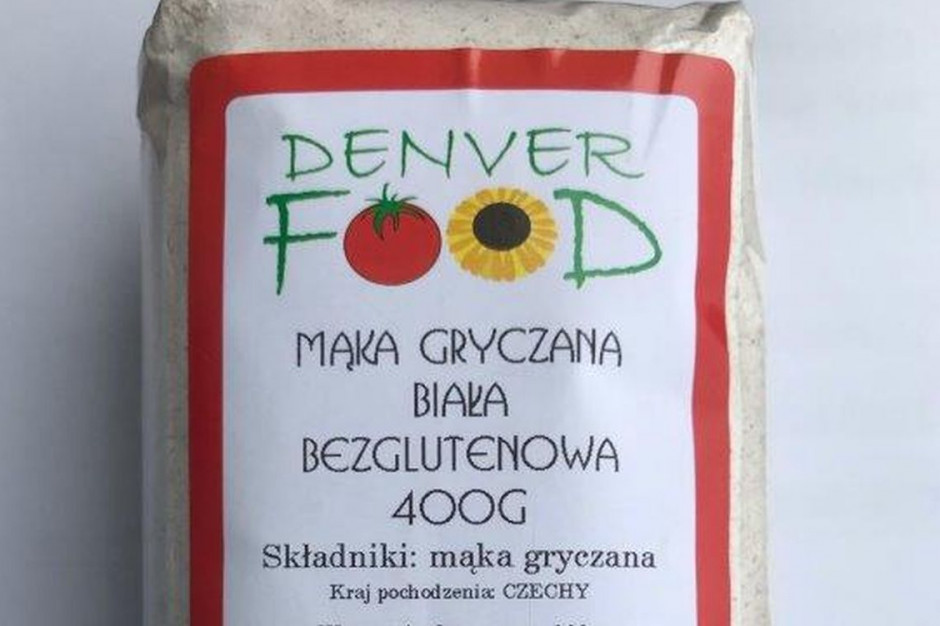 DENVER
FOOD
MĄKA GRYCZANA
BIAŁA
BEZGLUTENOWA
400G
Składniki: mąka gryczana
Kraj pochodzenia: CZECHY